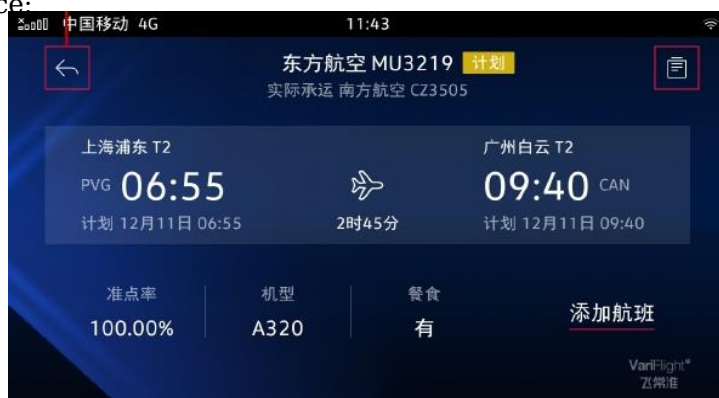 ce:
中国移动 4G 11:43
东方航空 MU3219 计划
实际承运 南方航空 CZ3505
上海浦东 T2 广州白云 T2
PVG 06:55 09:40 CAN
计划 12月11日 06:55 2时45分 计划 12月11日 09:40
准点率 机型 餐食
100.00% A320 有 添加航班
VariFlight®
飞常准